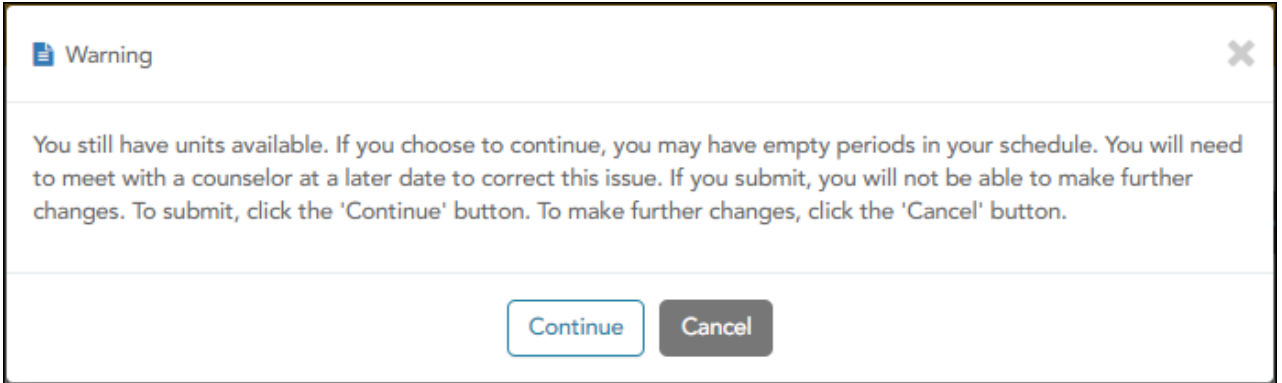 Warning
You still have units available. If you choose to continue, you may have empty periods in your schedule. You will need
to meet with a counselor at a later date to correct this issue. If you submit, you will not be able to make further
changes. To submit, click the 'Continue' button. To make further changes, click the 'Cancel' button.
Continue
Cancel